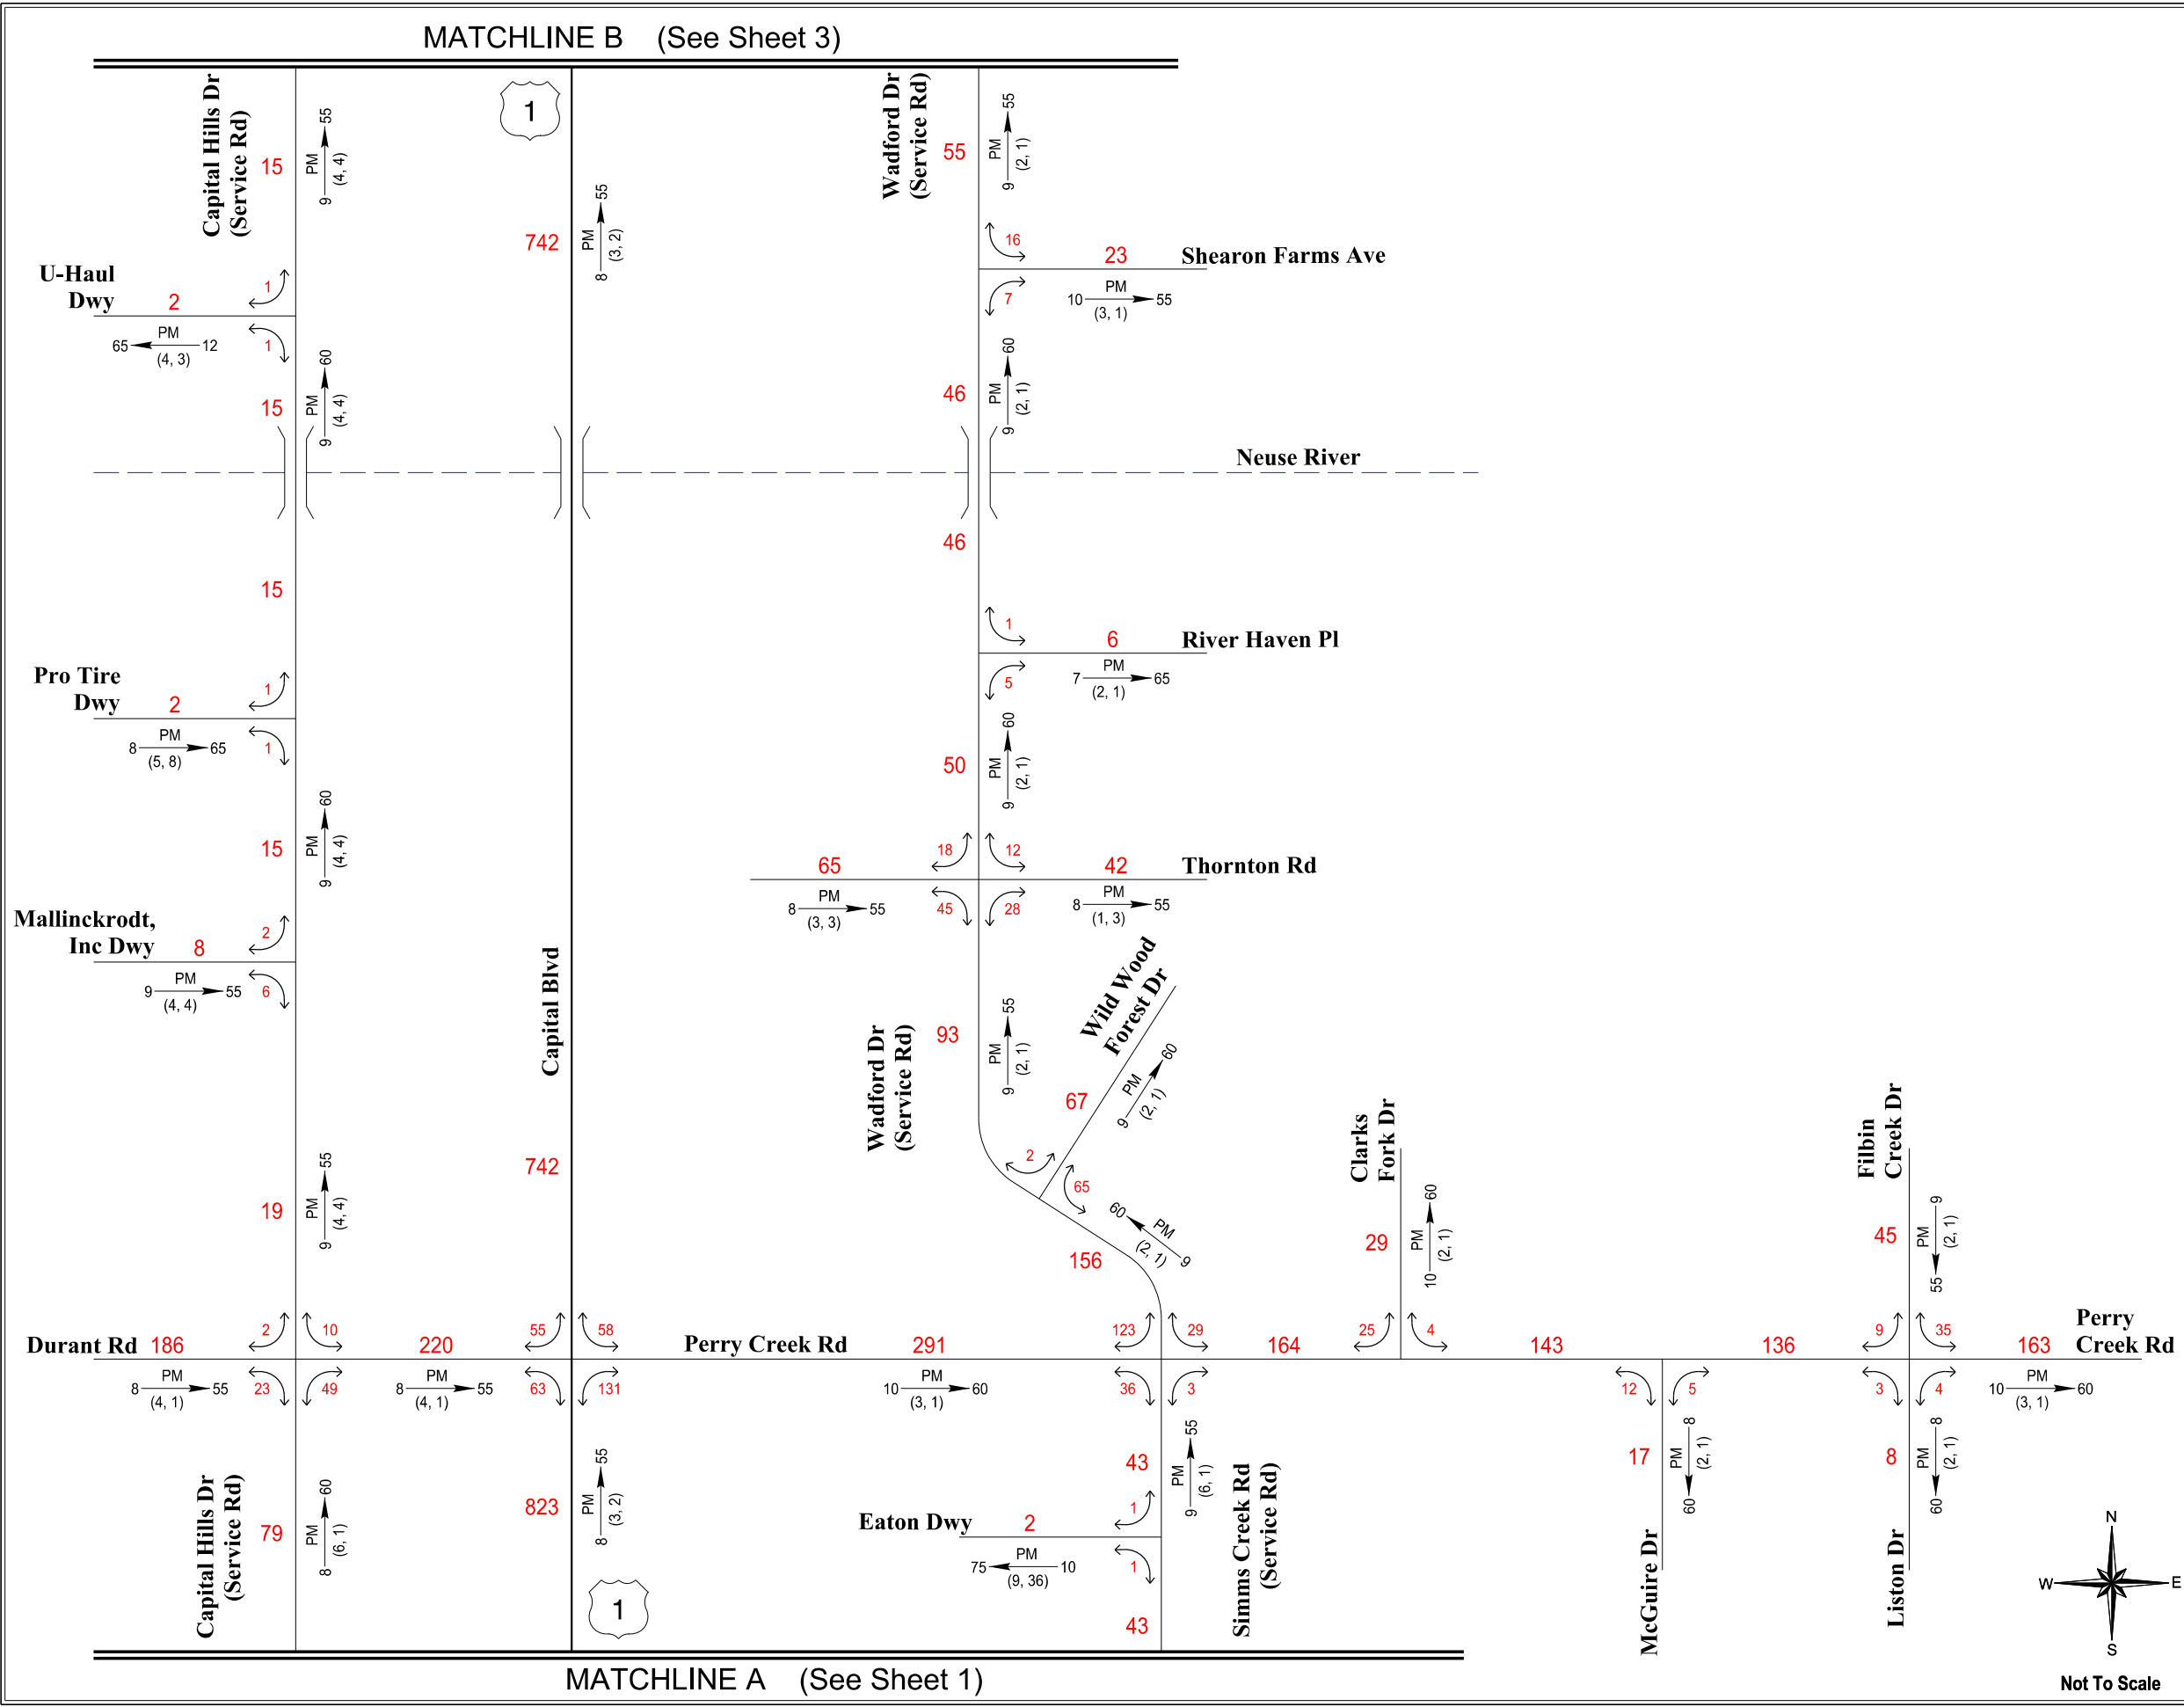 MATCHLINE B (See Sheet 3)
Capital Hills Dr
(Service Rd)
15
PM
9 55
(4, 4)
1
742
PM
8 55
(3, 2)
Wadford Dr
(Service Rd)
55
PM
9 55
(2, 1)
16
23
Shearon Farms Ave
PM
10 55
(3, 1)
7
U-Haul
Dwy
2
1
PM
65 12
(4, 3)
1
15
PM
9 60
(4, 4)
46
PM
9 60
(2, 1)
Neuse River
46
15
1
6
River Haven Pl
PM
7 65
(2, 1)
5
Pro Tire
Dwy
2
1
PM
8 65
(5, 8)
1
50
PM
9 60
(2, 1)
15
PM
9 60
(4, 4)
65
18
12
42
Thornton Rd
PM
8 55
(3, 3)
45
28
PM
8 55
(1, 3)
Mallinckrodt,
Inc Dwy
8
2
PM
9 55
(4, 4)
6
Capital Blvd
Wadford Dr
(Service Rd)
93
PM
9 55
(2, 1)
Wild Wood
Forest Dr
67
PM
9 60
(2, 1)
2
65
60 PM 9
(2, 1)
156
742
19
PM
9 55
(4, 4)
Clarks
Fork Dr
29
PM
10 60
(2, 1)
Filbin
Creek Dr
45
PM
9 55
(2, 1)
Durant Rd
186
2
10
220
55
58
Perry Creek Rd
291
123
29
164
25
4
143
136
9
35
163
Perry
Creek Rd
PM
8 55
(4, 1)
23
49
PM
8 55
(4, 1)
63
131
PM
10 60
(3, 1)
36
3
12
5
3
4
PM
10 60
(3, 1)
Capital Hills Dr
(Service Rd)
79
PM
8 60
(6, 1)
823
PM
8 55
(3, 2)
1
43
PM
9 55
(6, 1)
Eaton Dwy
2
1
PM
75 10
(9, 36)
1
43
Simms Creek Rd
(Service Rd)
17
PM
8 60
(2, 1)
McGuire Dr
8
PM
8 60
(2, 1)
Liston Dr
N
W E
S
Not To Scale
MATCHLINE A (See Sheet 1)